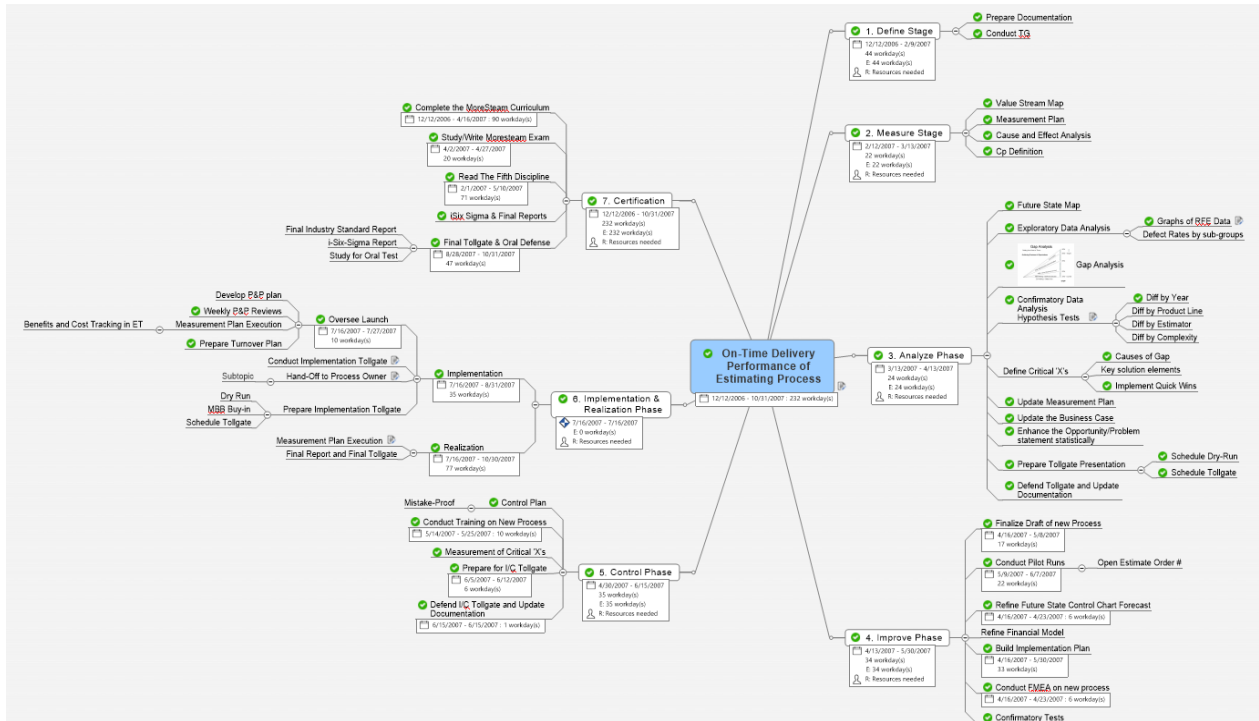 On-Time Delivery
Performance of
Estimating Process
12/12/2006 - 10/31/2007 : 232 workday(s)
1. Define Stage
12/12/2006 - 2/9/2007
44 workday(s)
E: 44 workday(s)
R: Resources needed
Prepare Documentation
Conduct TG
2. Measure Stage
2/12/2007 - 3/13/2007
22 workday(s)
E: 22 workday(s)
R: Resources needed
Value Stream Map
Measurement Plan
Cause and Effect Analysis
Cp Definition
3. Analyze Phase
3/13/2007 - 4/13/2007
24 workday(s)
E: 24 workday(s)
R: Resources needed
Future State Map
Exploratory Data Analysis
Graphs of RFE Data
Defect Rates by sub-groups
Gap Analysis
Gap Analysis
Confirmatory Data
Analysis
Hypothesis Tests
Diff by Year
Diff by Product Line
Diff by Estimator
Diff by Complexity
Define Critical 'X's
Causes of Gap
Key solution elements
Implement Quick Wins
Update Measurement Plan
Update the Business Case
Enhance the Opportunity/Problem
statement statistically
Prepare Tollgate Presentation
Schedule Dry-Run
Schedule Tollgate
Defend Tollgate and Update
Documentation
4. Improve Phase
4/13/2007 - 5/30/2007
34 workday(s)
E: 34 workday(s)
R: Resources needed
Finalize Draft of new Process
4/16/2007 - 5/8/2007
17 workday(s)
Conduct Pilot Runs
5/9/2007 - 6/7/2007
22 workday(s)
Open Estimate Order #
Refine Future State Control Chart Forecast
4/16/2007 - 4/23/2007 : 6 workday(s)
Refine Financial Model
Build Implementation Plan
4/16/2007 - 5/30/2007
33 workday(s)
Conduct FMEA on new process
4/16/2007 - 4/23/2007 : 6 workday(s)
Confirmatory Tests
5. Control Phase
4/30/2007 - 6/15/2007
35 workday(s)
E: 35 workday(s)
R: Resources needed
Control Plan
Mistake-Proof
Conduct Training on New Process
5/14/2007 - 5/25/2007 : 10 workday(s)
Measurement of Critical 'X's
Prepare for I/C Tollgate
6/5/2007 - 6/12/2007
6 workday(s)
Defend I/C Tollgate and Update
Documentation
6/15/2007 - 6/15/2007 : 1 workday(s)
6. Implementation &
Realization Phase
7/16/2007 - 7/16/2007
E: 0 workday(s)
R: Resources needed
Implementation
7/16/2007 - 8/31/2007
35 workday(s)
Oversee Launch
7/16/2007 - 7/27/2007
10 workday(s)
Develop P&P plan
Weekly P&P Reviews
Measurement Plan Execution
Benefits and Cost Tracking in ET
Prepare Turnover Plan
Conduct Implementation Tollgate
Hand-Off to Process Owner
Subtopic
Prepare Implementation Tollgate
Dry Run
MBB Buy-in
Schedule Tollgate
Realization
7/16/2007 - 10/30/2007
77 workday(s)
Measurement Plan Execution
Final Report and Final Tollgate
7. Certification
12/12/2006 - 10/31/2007
232 workday(s)
E: 232 workday(s)
R: Resources needed
Complete the MoreSteam Curriculum
12/12/2006 - 4/16/2007 : 90 workday(s)
Study/Write Moresteam Exam
4/2/2007 - 4/27/2007
20 workday(s)
Read The Fifth Discipline
2/1/2007 - 5/10/2007
71 workday(s)
iSix Sigma & Final Reports
Final Tollgate & Oral Defense
8/28/2007 - 10/31/2007
47 workday(s)
Final Industry Standard Report
i-Six-Sigma Report
Study for Oral Test